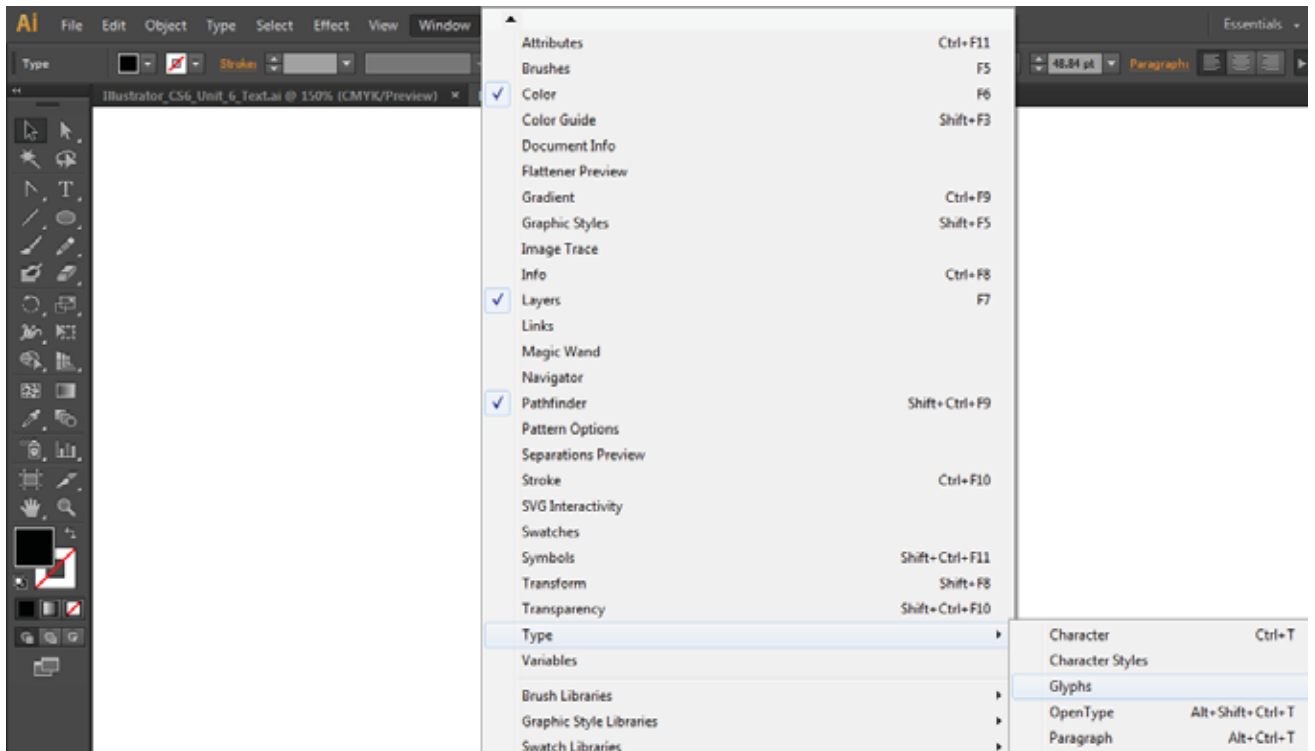 Ai File Edit Object Type Select Effect View Window Essentials
Type Stroke: 48.84 pt Paragraph:
Illustrator_CS6_Unit_6_Text.ai @ 150% (CMYK/Preview) ×
Attributes Ctrl+F11
Brushes F5
Color F6
Color Guide Shift+F3
Document Info
Flattener Preview
Gradient Ctrl+F9
Graphic Styles Shift+F5
Image Trace
Info Ctrl+F8
Layers F7
Links
Magic Wand
Navigator
Pathfinder Shift+Ctrl+F9
Pattern Options
Separations Preview
Stroke Ctrl+F10
SVG Interactivity
Swatches
Symbols Shift+Ctrl+F11
Transform Shift+F8
Transparency Shift+Ctrl+F10
Type
Variables
Brush Libraries
Graphic Style Libraries
Swatch Libraries
Character Ctrl+T
Character Styles
Glyphs
OpenType Alt+Shift+Ctrl+T
Paragraph Alt+Ctrl+T